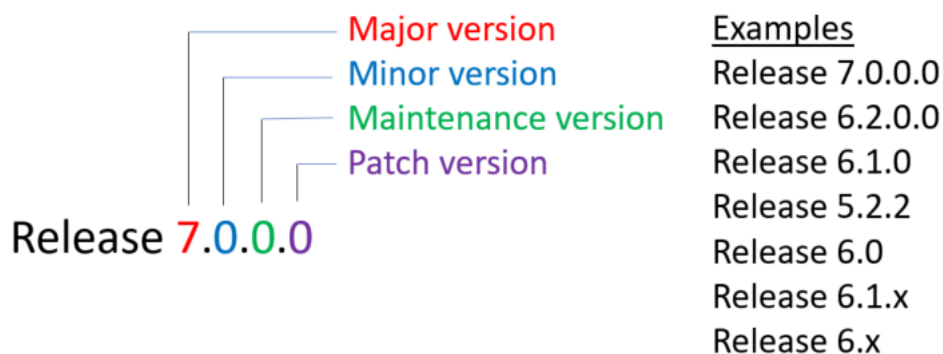 Major version
Minor version
Maintenance version
Patch version
Release 7.0.0.0
Examples
Release 7.0.0.0
Release 6.2.0.0
Release 6.1.0
Release 5.2.2
Release 6.0
Release 6.1.x
Release 6.x